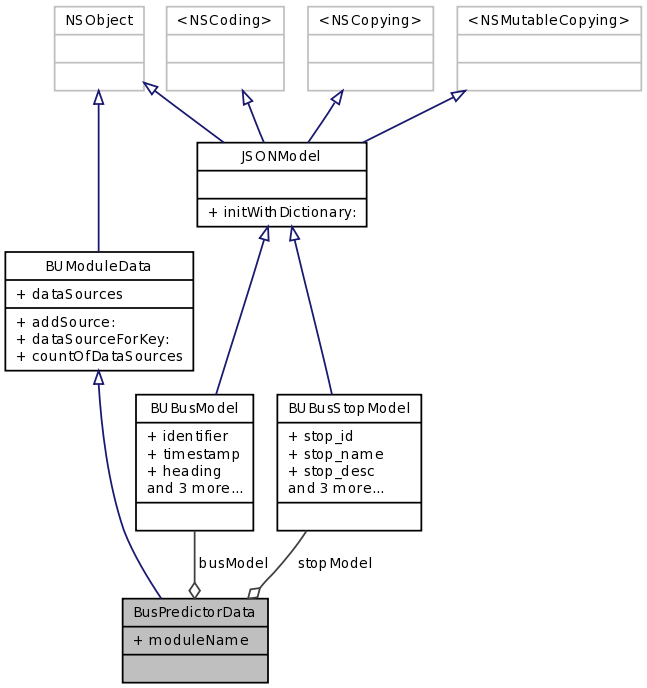 NSObject
<NSCoding>
<NSCopying>
<NSMutableCopying>
JSONModel
+ initWithDictionary:
BUModuleData
+ dataSources
+ addSource:
+ dataSourceForKey:
+ countOfDataSources
BUBusModel
+ identifier
+ timestamp
+ heading
and 3 more...
BUBusStopModel
+ stop_id
+ stop_name
+ stop_desc
and 3 more...
busModel
stopModel
BusPredictorData
+ moduleName